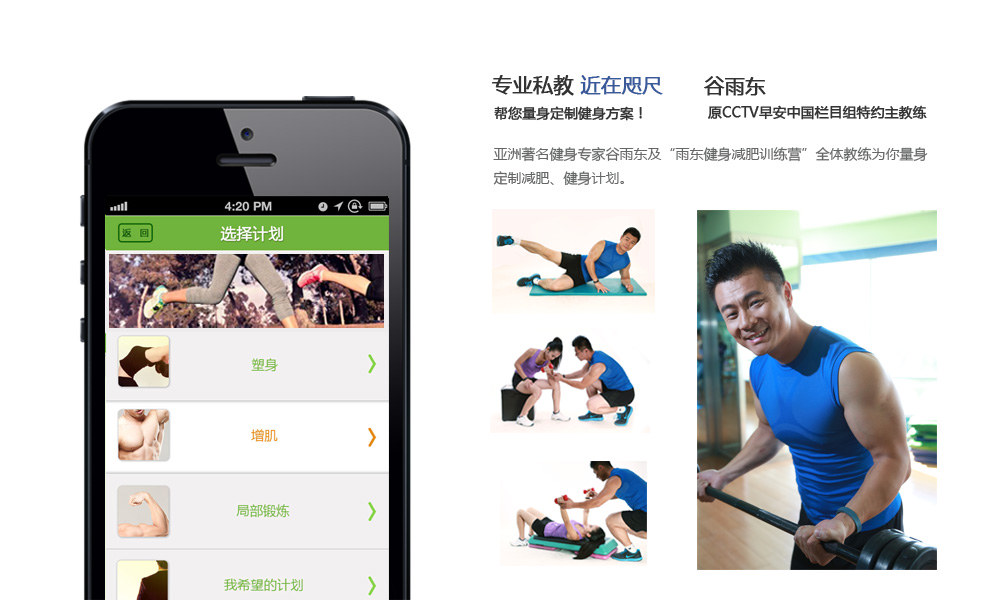 专业私教 近在咫尺
帮您量身定制健身方案！
谷雨东
原CCTV早安中国栏目组特约主教练
亚洲著名健身专家谷雨东及“雨东健身减肥训练营”全体教练为你量身
定制减肥、健身计划。
4:20 PM
返 回
选择计划
塑身
增肌
局部锻炼
我希望的计划